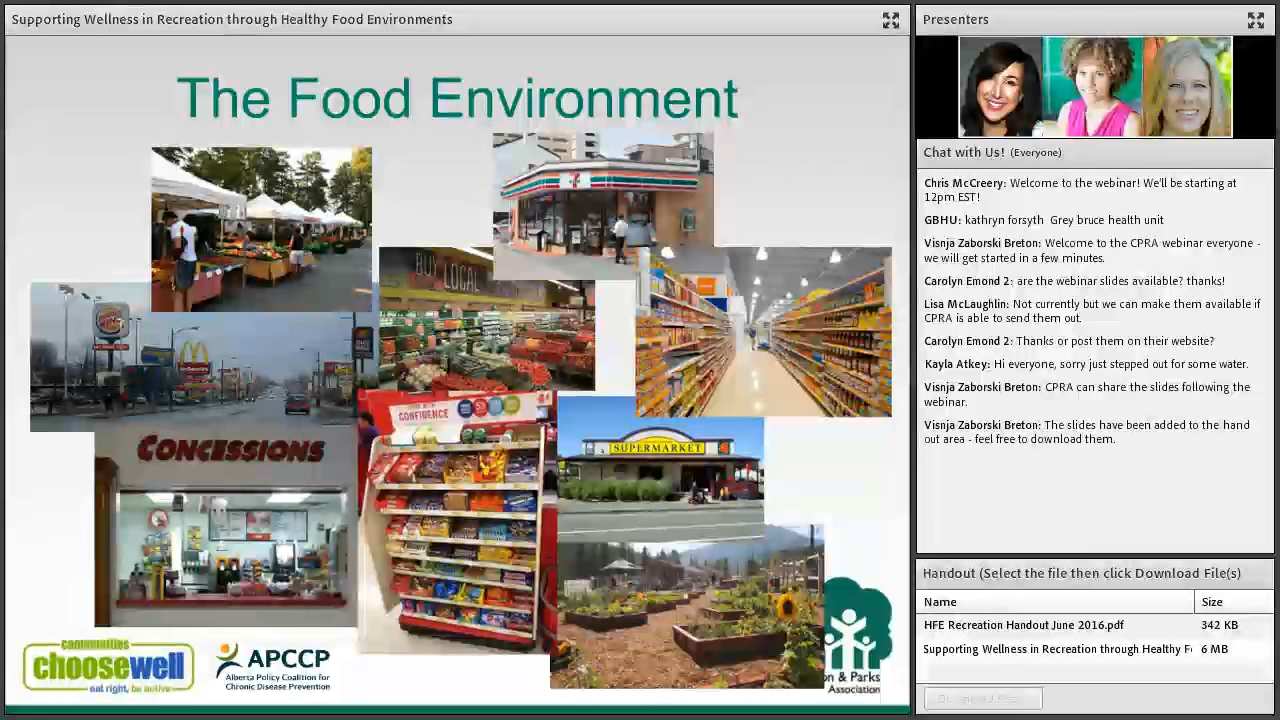 Supporting Wellness in Recreation through Healthy Food Environments
The Food Environment
BUY LOCAL
CONFIDENCE
CONCESSIONS
SUPERMARKET
communities
choosewell
eat right, be active
APCCP
Alberta Policy Coalition for
Chronic Disease Prevention
n & Parks
Association
Presenters
Chat with Us! (Everyone)
Chris McCreery: Welcome to the webinar! We'll be starting at
12pm EST!
GBHU: kathryn forsyth Grey bruce health unit
Visnja Zaborski Breton: Welcome to the CPRA webinar everyone -
we will get started in a few minutes.
Carolyn Emond 2: are the webinar slides available? thanks!
Lisa McLaughlin: Not currently but we can make them available if
CPRA is able to send them out.
Carolyn Emond 2: Thanks or post them on their website?
Kayla Atkey: Hi everyone, sorry just stepped out for some water.
Visnja Zaborski Breton: CPRA can share the slides following the
webinar.
Visnja Zaborski Breton: The slides have been added to the hand
out area - feel free to download them.
Handout (Select the file then click Download File(s)
Name Size
HFE Recreation Handout June 2016.pdf 342 KB
Supporting Wellness in Recreation through Healthy F 6 MB